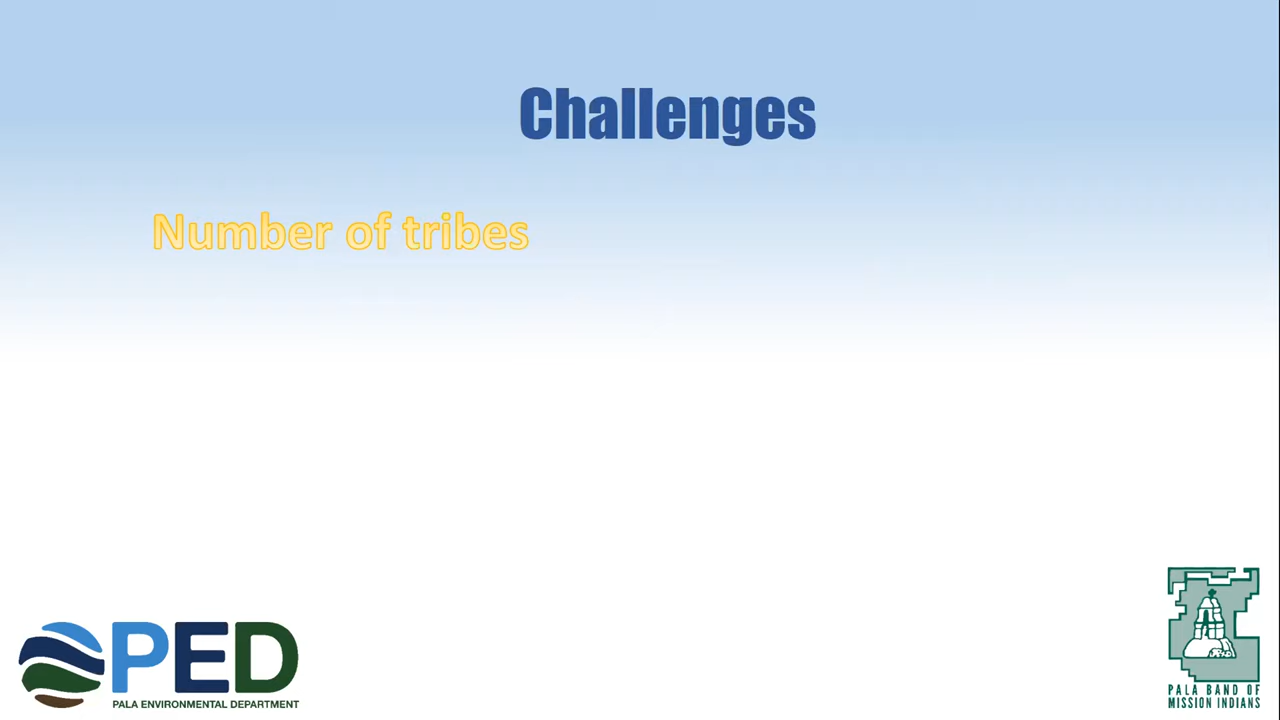 Challenges
Number of tribes
PED
PALA ENVIRONMENTAL DEPARTMENT
PALA BAND OF
MISSION INDIANS